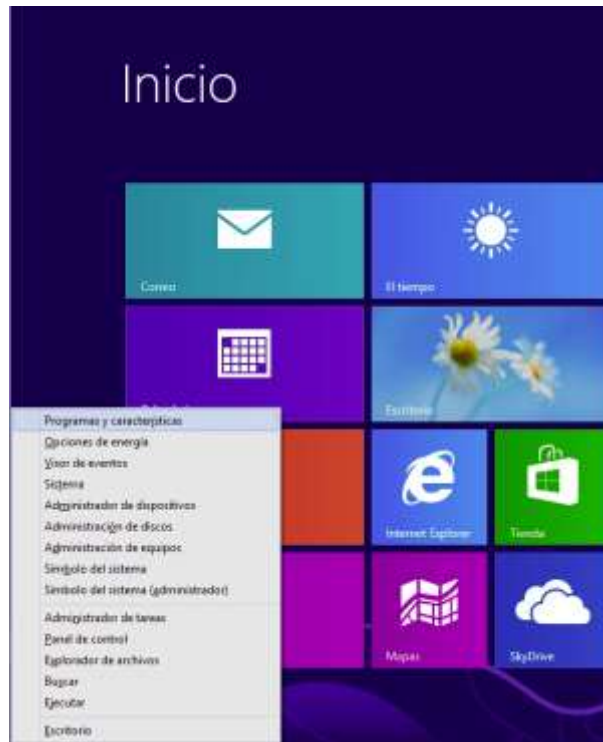 Inicio
Correo
El tiempo
Escritorio
Internet Explorer
Tienda
Mapas
SkyDrive
Programas y características
Opciones de energía
Visor de eventos
Sistema
Administrador de dispositivos
Administración de discos
Administración de equipos
Símbolo del sistema
Símbolo del sistema (administrador)
Administrador de tareas
Panel de control
Explorador de archivos
Buscar
Ejecutar
Escritorio